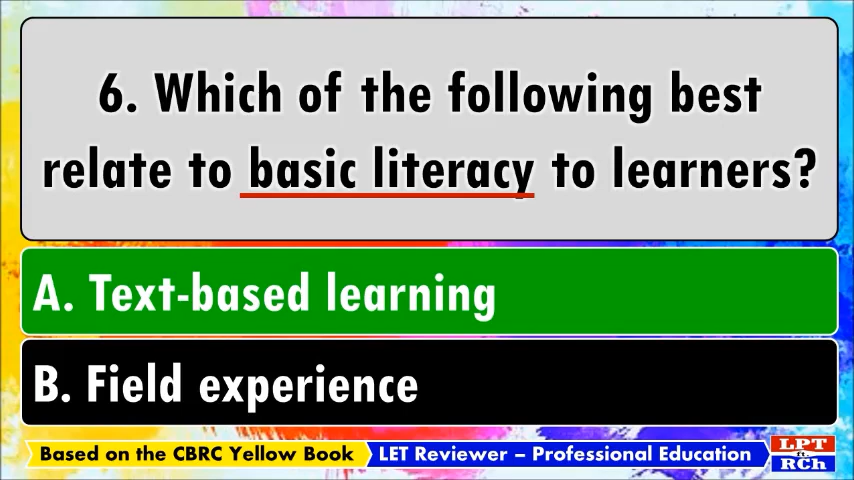 6. Which of the following best
relate to basic literacy to learners?
A. Text-based learning
B. Field experience
Based on the CBRC Yellow Book
LET Reviewer – Professional Education
LPT
ft.
RCh